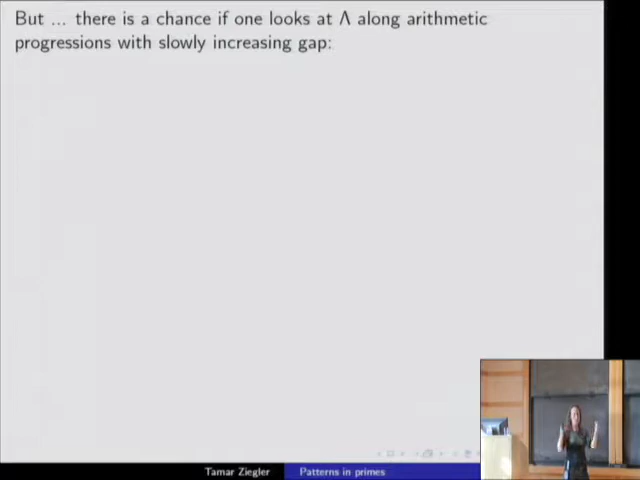 But ... there is a chance if one looks at Λ along arithmetic
progressions with slowly increasing gap:
Tamar Ziegler
Patterns in primes